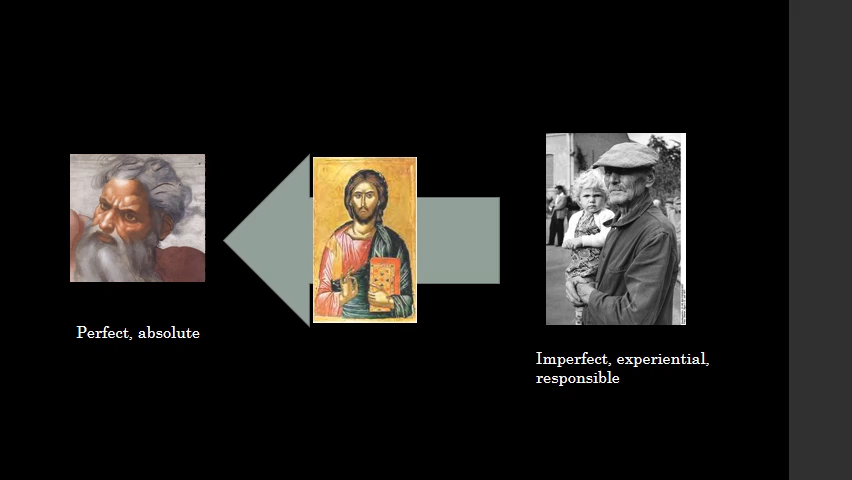 Perfect, absolute
Imperfect, experiential,
responsible